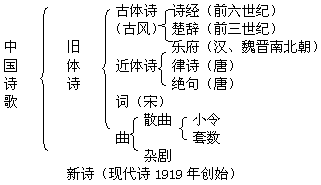 中国诗歌
旧体诗
古体诗
(古风)
诗经（前六世纪）
楚辞（前三世纪）
乐府（汉、魏晋南北朝）
近体诗
律诗（唐）
绝句（唐）
词（宋）
曲
散曲
小令
套数
杂剧
新诗（现代诗1919年创始）